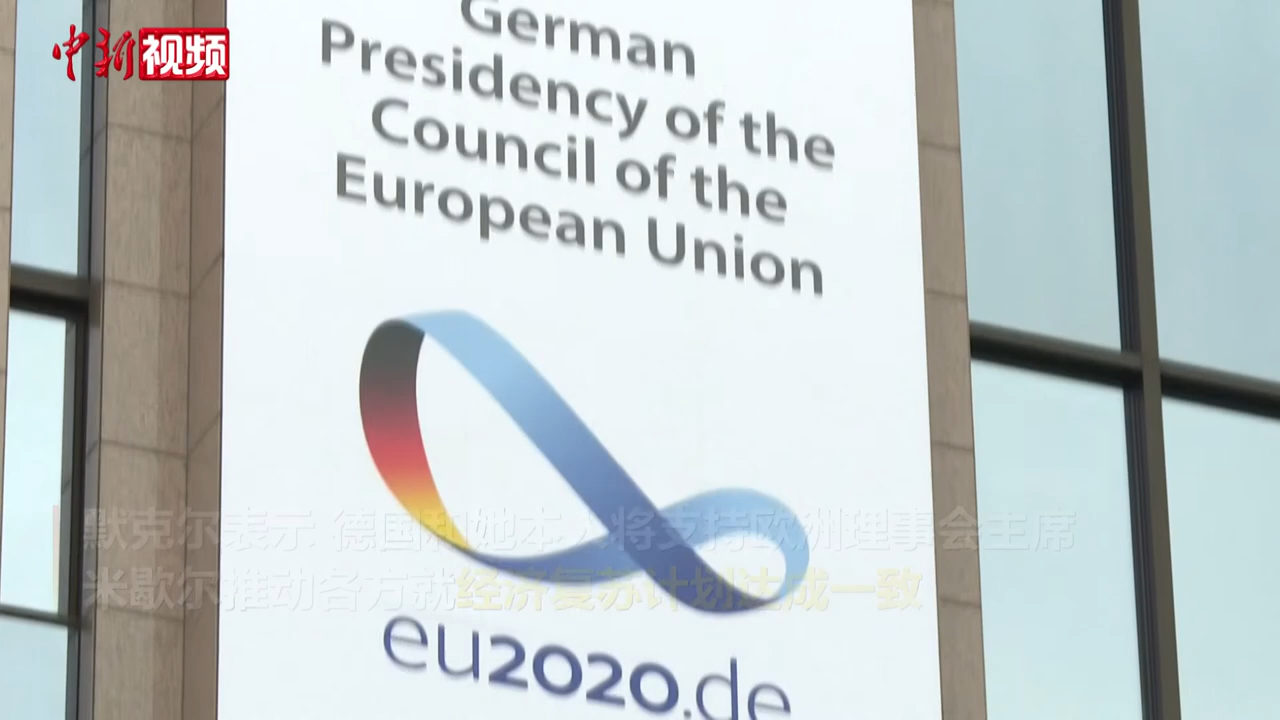 中新视频
German
Presidency of the
Council of the
European Union
默克尔表示 德国和她本人将支持欧洲理事会主席
米歇尔推动各方就经济复苏计划达成一致
eu2020.de